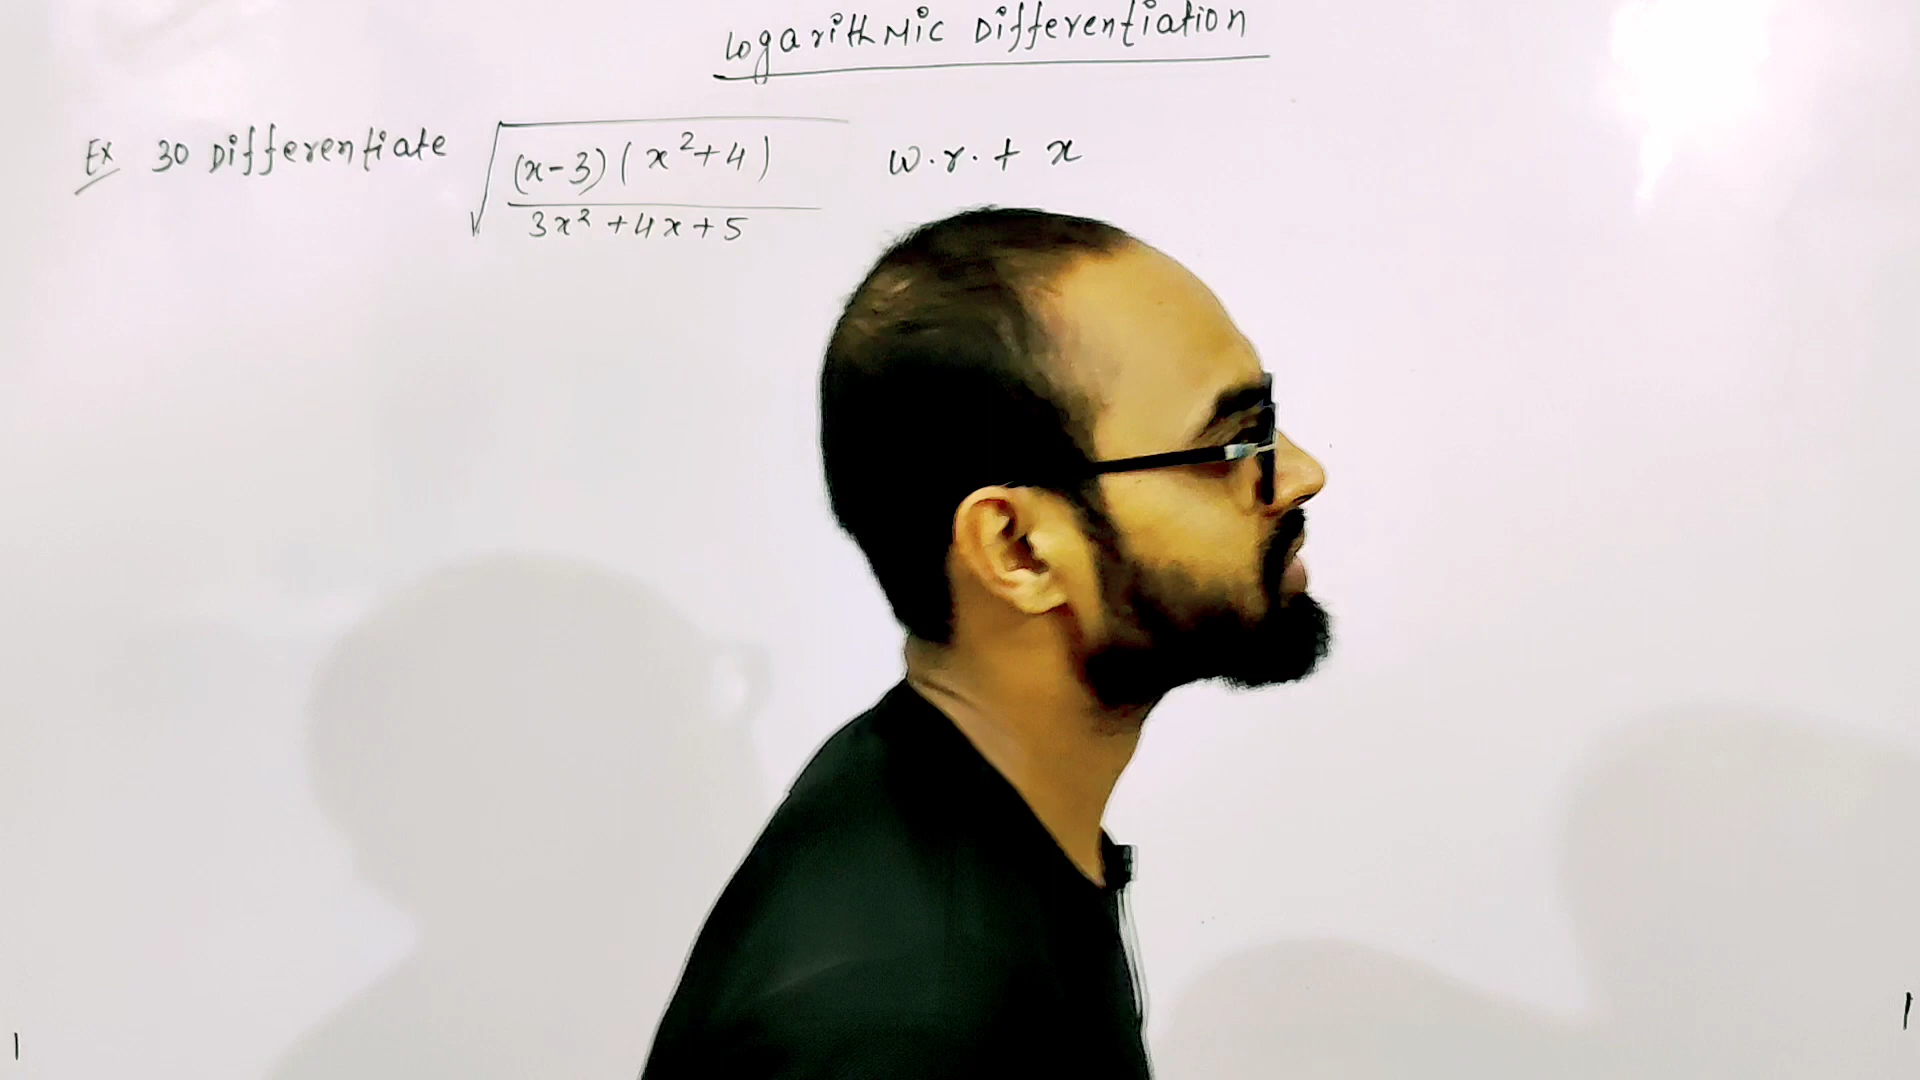 Logarithmic Differentiation
Ex 30 Differentiate √((x-3)(x²+4) / 3x²+4x+5) w.r.t x